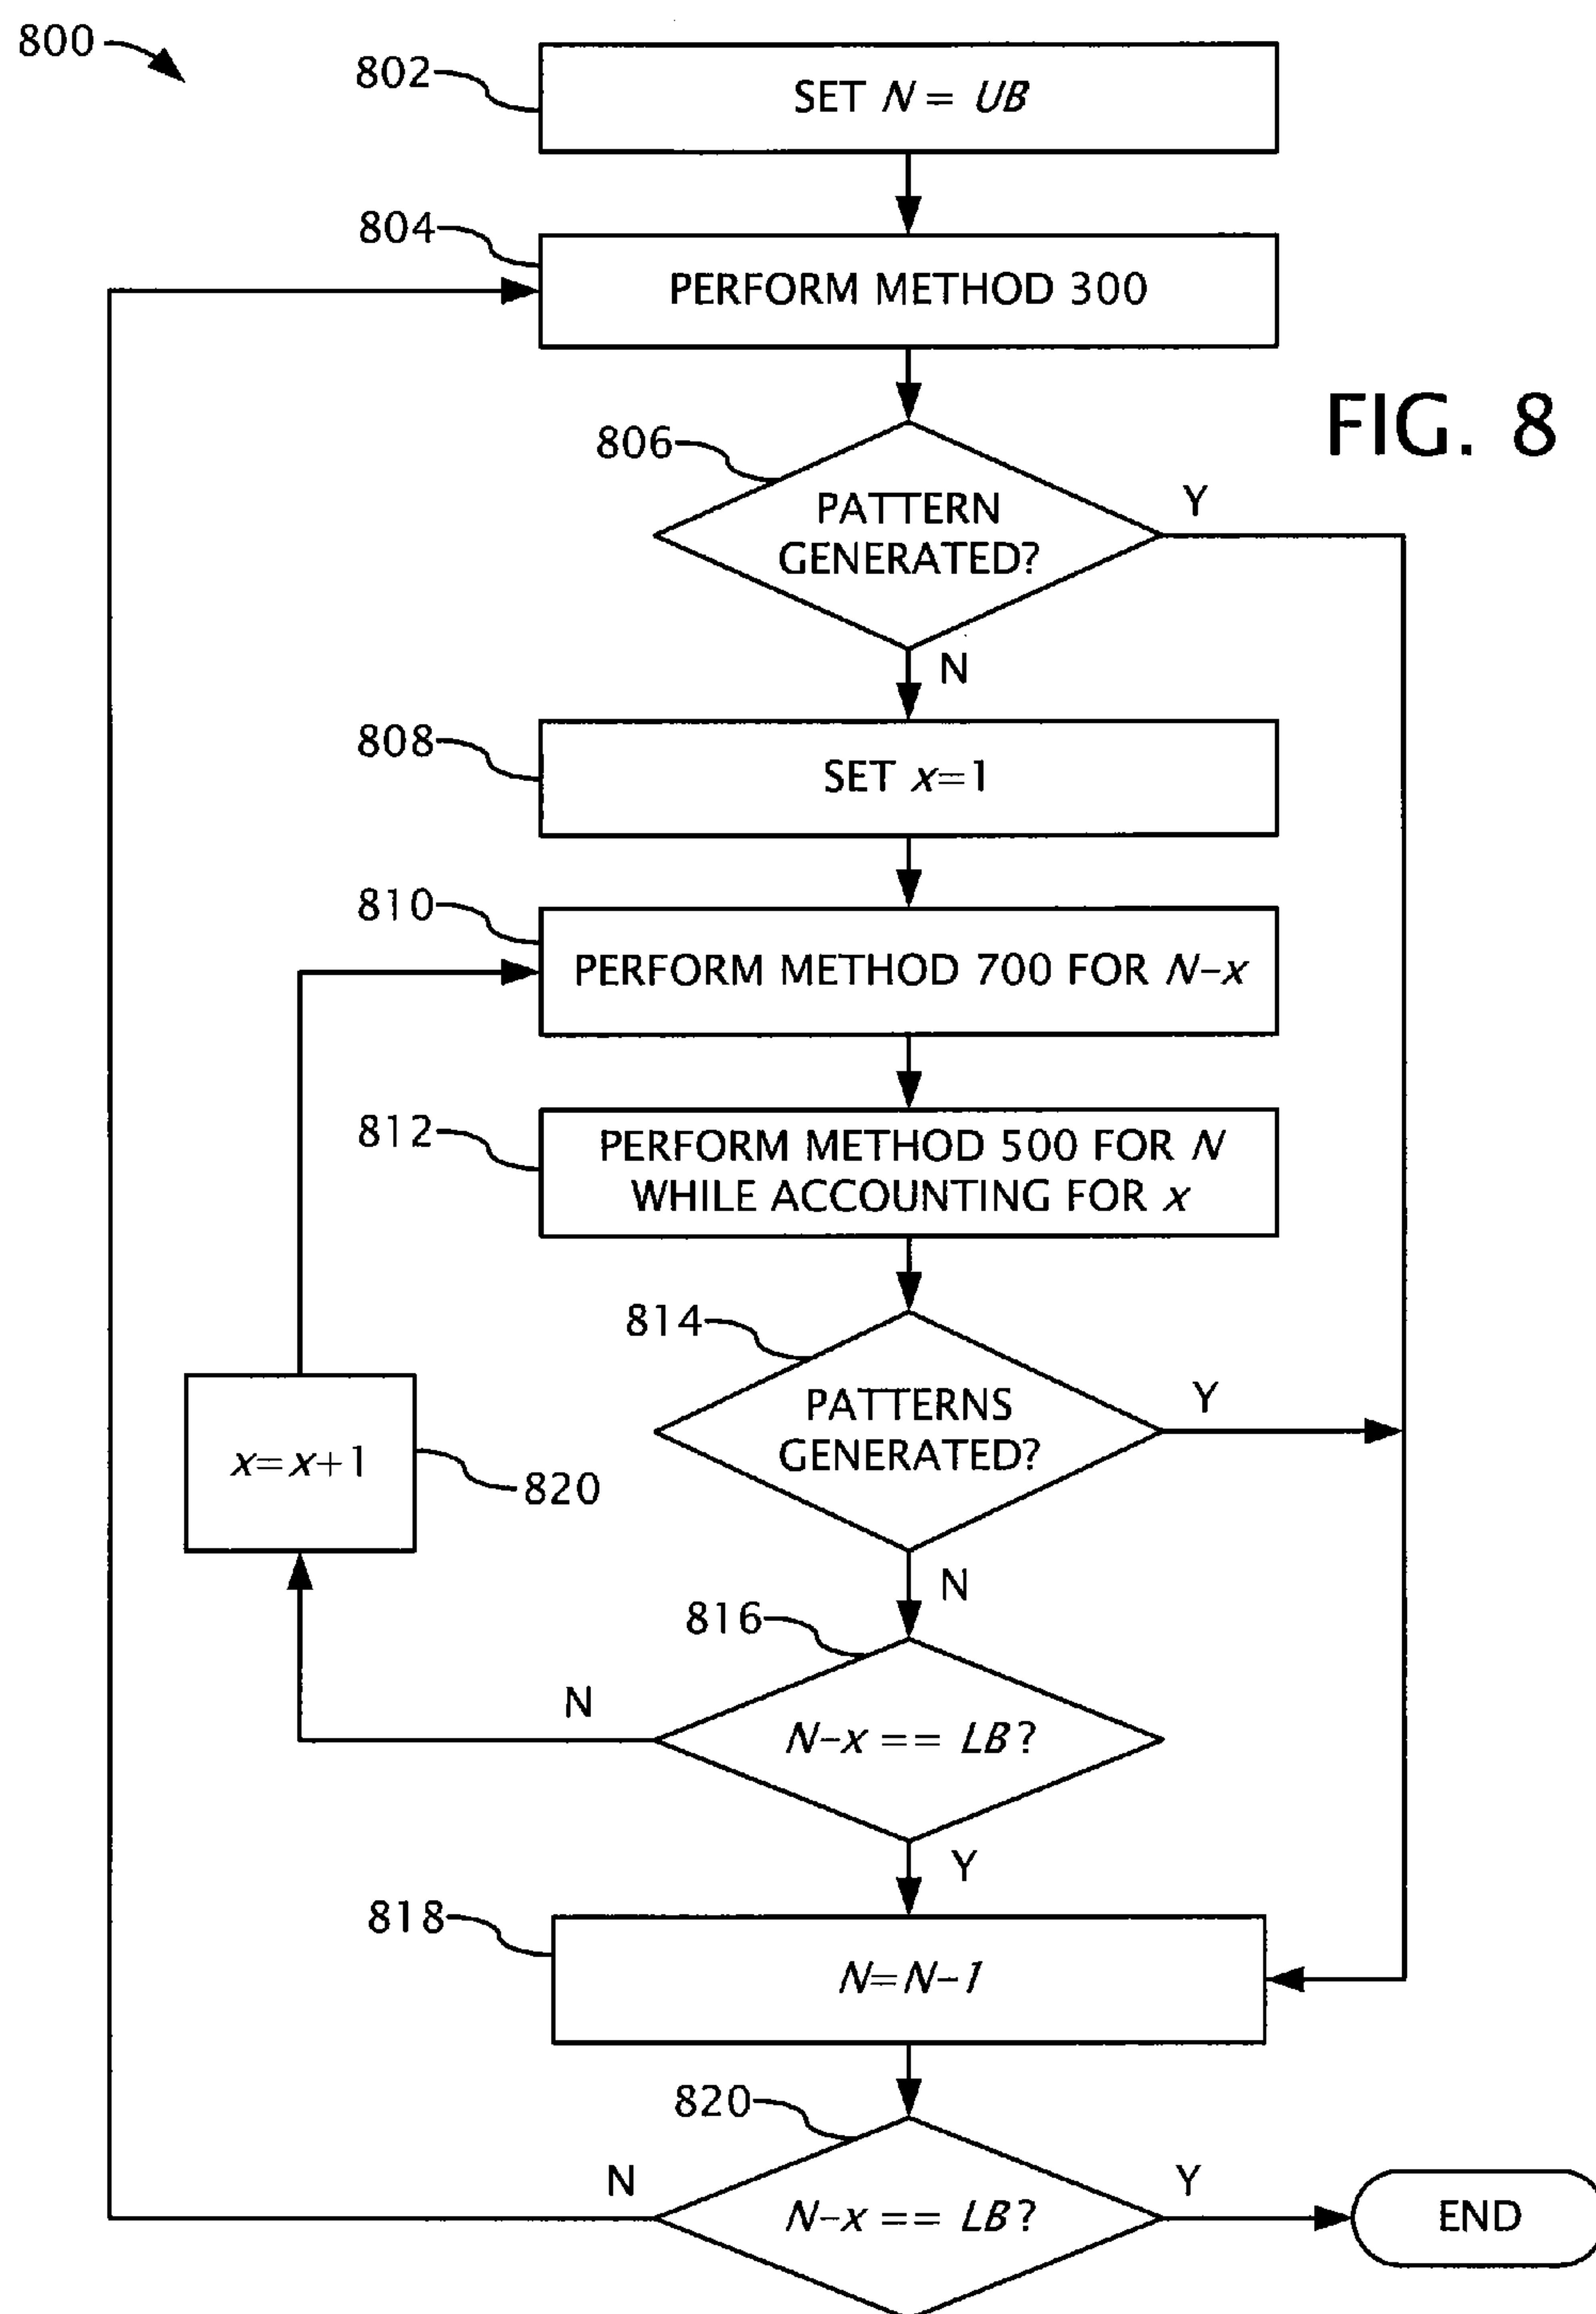 800
802
SET N = UB
804
PERFORM METHOD 300
FIG. 8
806
PATTERN
GENERATED?
Y
N
808
SET x=1
810
PERFORM METHOD 700 FOR N-x
812
PERFORM METHOD 500 FOR N
WHILE ACCOUNTING FOR x
814
PATTERNS
GENERATED?
Y
N
x=x+1
820
816
N-x == LB?
N
Y
818
N=N-1
820
N-x == LB?
N
Y
END